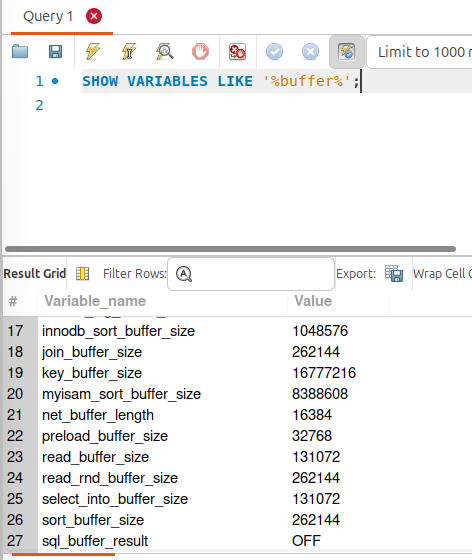 Query 1
Limit to 1000 r
1 SHOW VARIABLES LIKE '%buffer%';
2
Result Grid Filter Rows: Export: Wrap Cell C
# Variable_name Value
17 innodb_sort_buffer_size 1048576
18 join_buffer_size 262144
19 key_buffer_size 16777216
20 myisam_sort_buffer_size 8388608
21 net_buffer_length 16384
22 preload_buffer_size 32768
23 read_buffer_size 131072
24 read_rnd_buffer_size 262144
25 select_into_buffer_size 131072
26 sort_buffer_size 262144
27 sql_buffer_result OFF